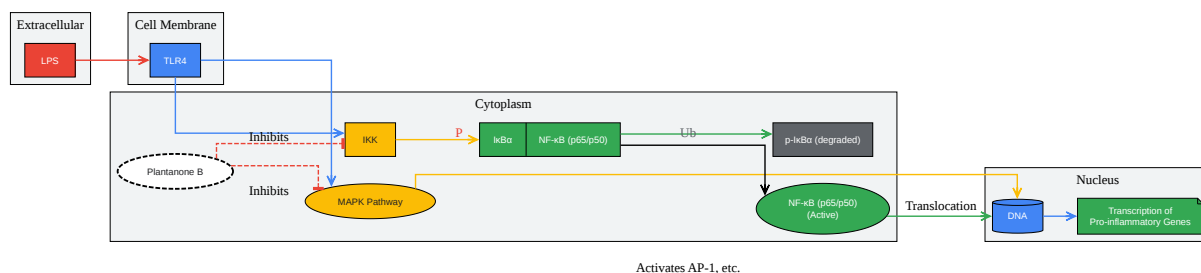 Extracellular
LPS
Cell Membrane
TLR4
Cytoplasm
Inhibits
IKK
P
IκBα
NF-κB (p65/p50)
Ub
p-IκBα (degraded)
Plantanone B
Inhibits
MAPK Pathway
NF-κB (p65/p50)
(Active)
Translocation
Nucleus
DNA
Transcription of
Pro-inflammatory Genes
Activates AP-1, etc.